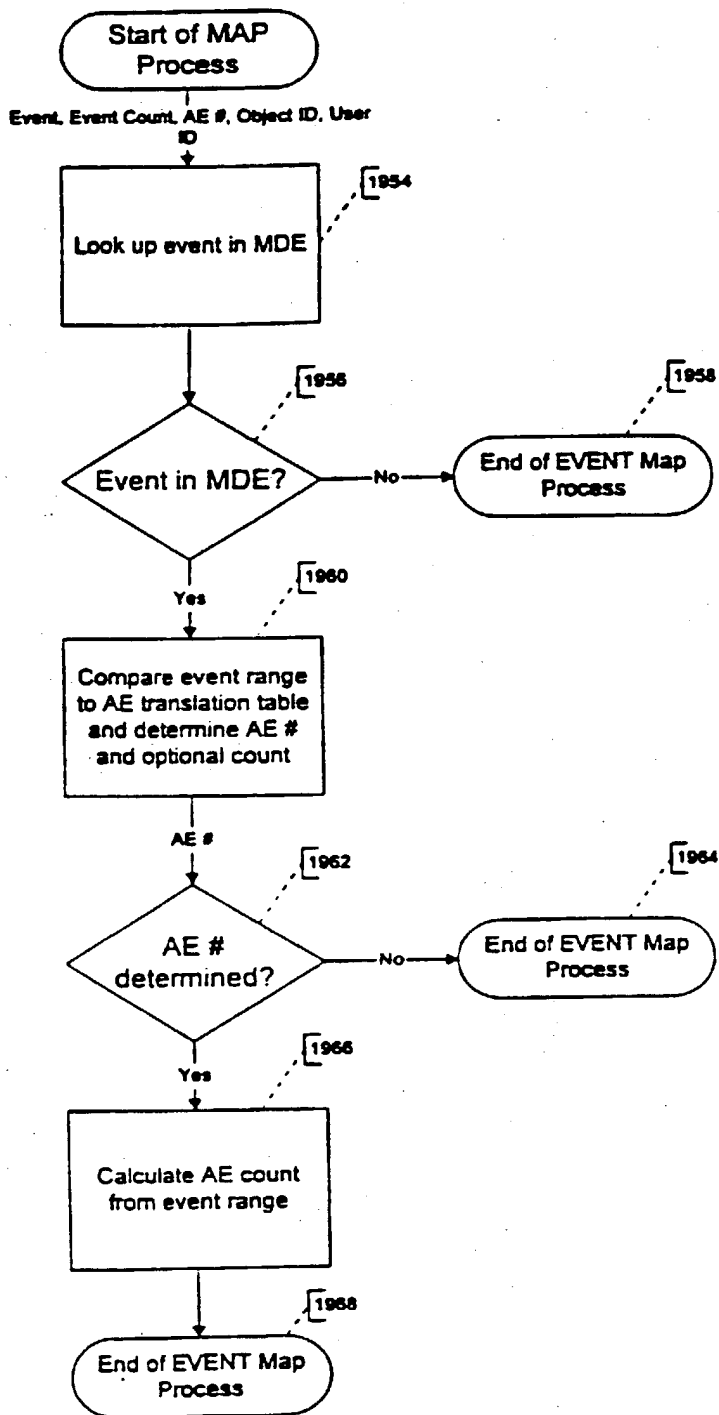 Start of MAP
Process
Event, Event Count, AE #, Object ID, User
ID
1954
Look up event in MDE
1956
1958
Event in MDE?
No
End of EVENT Map
Process
Yes
1960
Compare event range
to AE translation table
and determine AE #
and optional count
AE #
1962
1964
AE #
determined?
No
End of EVENT Map
Process
Yes
1966
Calculate AE count
from event range
1968
End of EVENT Map
Process